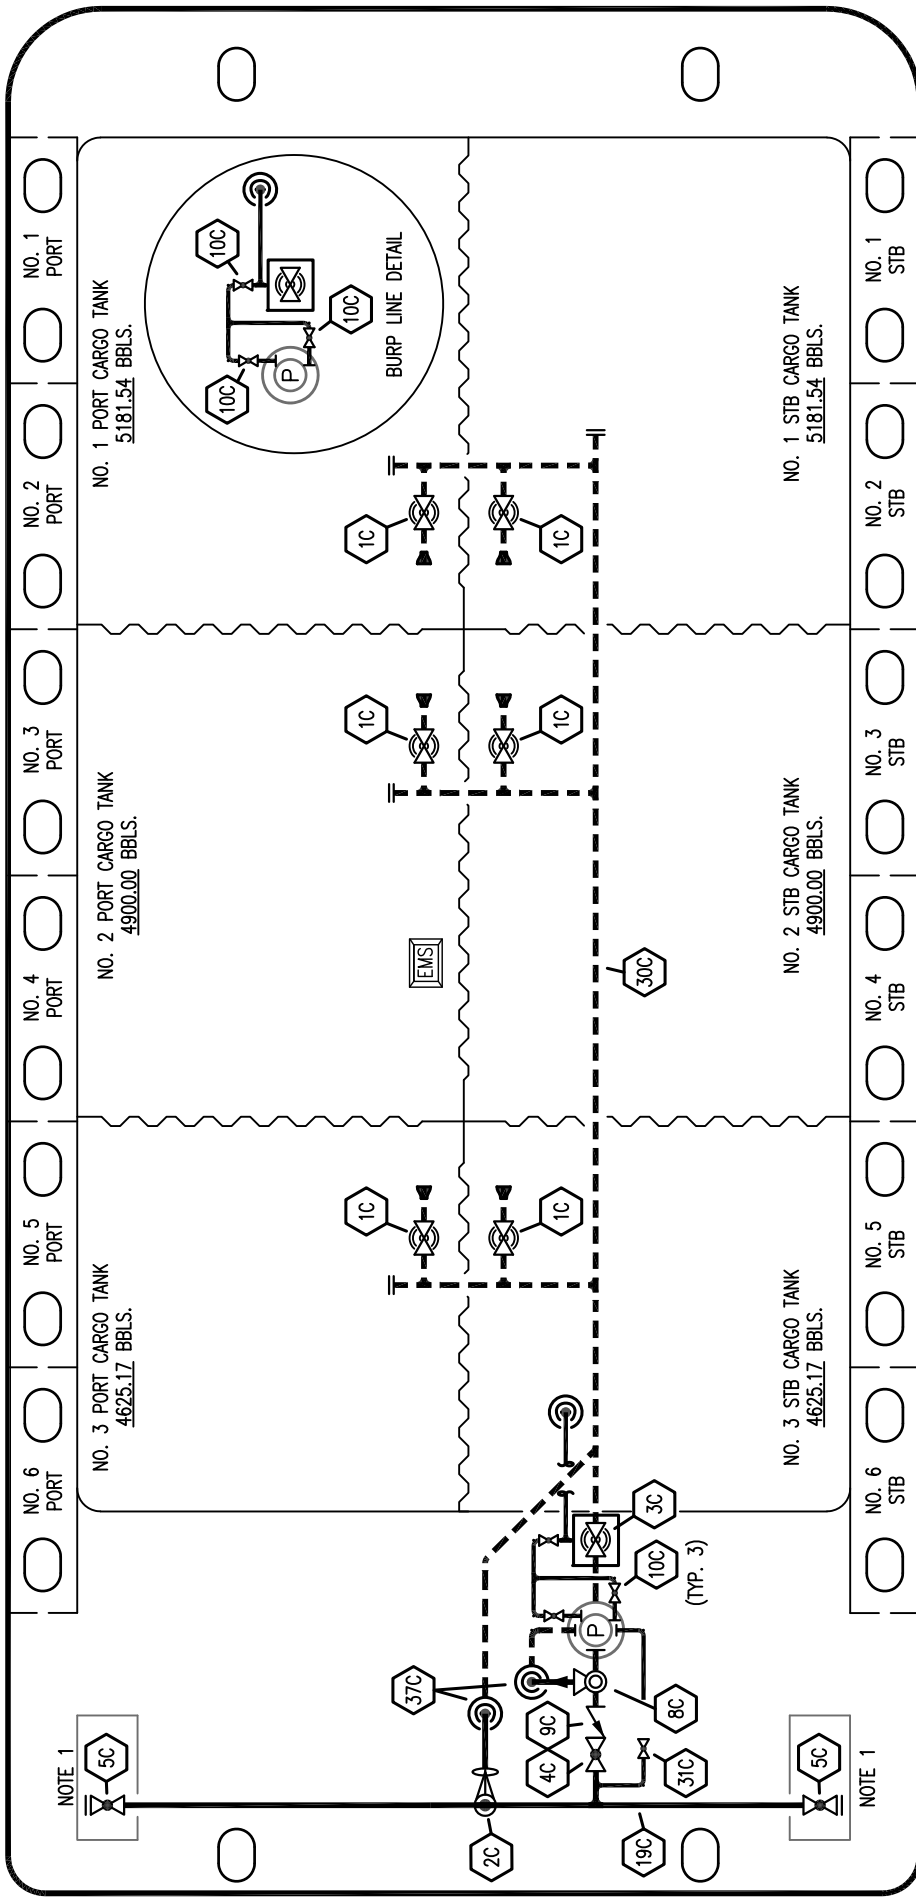 NO. 6
PORT
NO. 5
PORT
NO. 4
PORT
NO. 3
PORT
NO. 2
PORT
NO. 1
PORT
NO. 3 PORT CARGO TANK
4625.17 BBLS.
NO. 2 PORT CARGO TANK
4900.00 BBLS.
NO. 1 PORT CARGO TANK
5181.54 BBLS.
10C
10C
10C
P
BURP LINE DETAIL
NOTE 1
5C
37C
1C
1C
1C
EMS
2C
4C
9C
P
1C
1C
1C
19C
31C
8C
10C
(TYP. 3)
3C
30C
5C
NOTE 1
NO. 3 STB CARGO TANK
4625.17 BBLS.
NO. 2 STB CARGO TANK
4900.00 BBLS.
NO. 1 STB CARGO TANK
5181.54 BBLS.
NO. 6
STB
NO. 5
STB
NO. 4
STB
NO. 3
STB
NO. 2
STB
NO. 1
STB